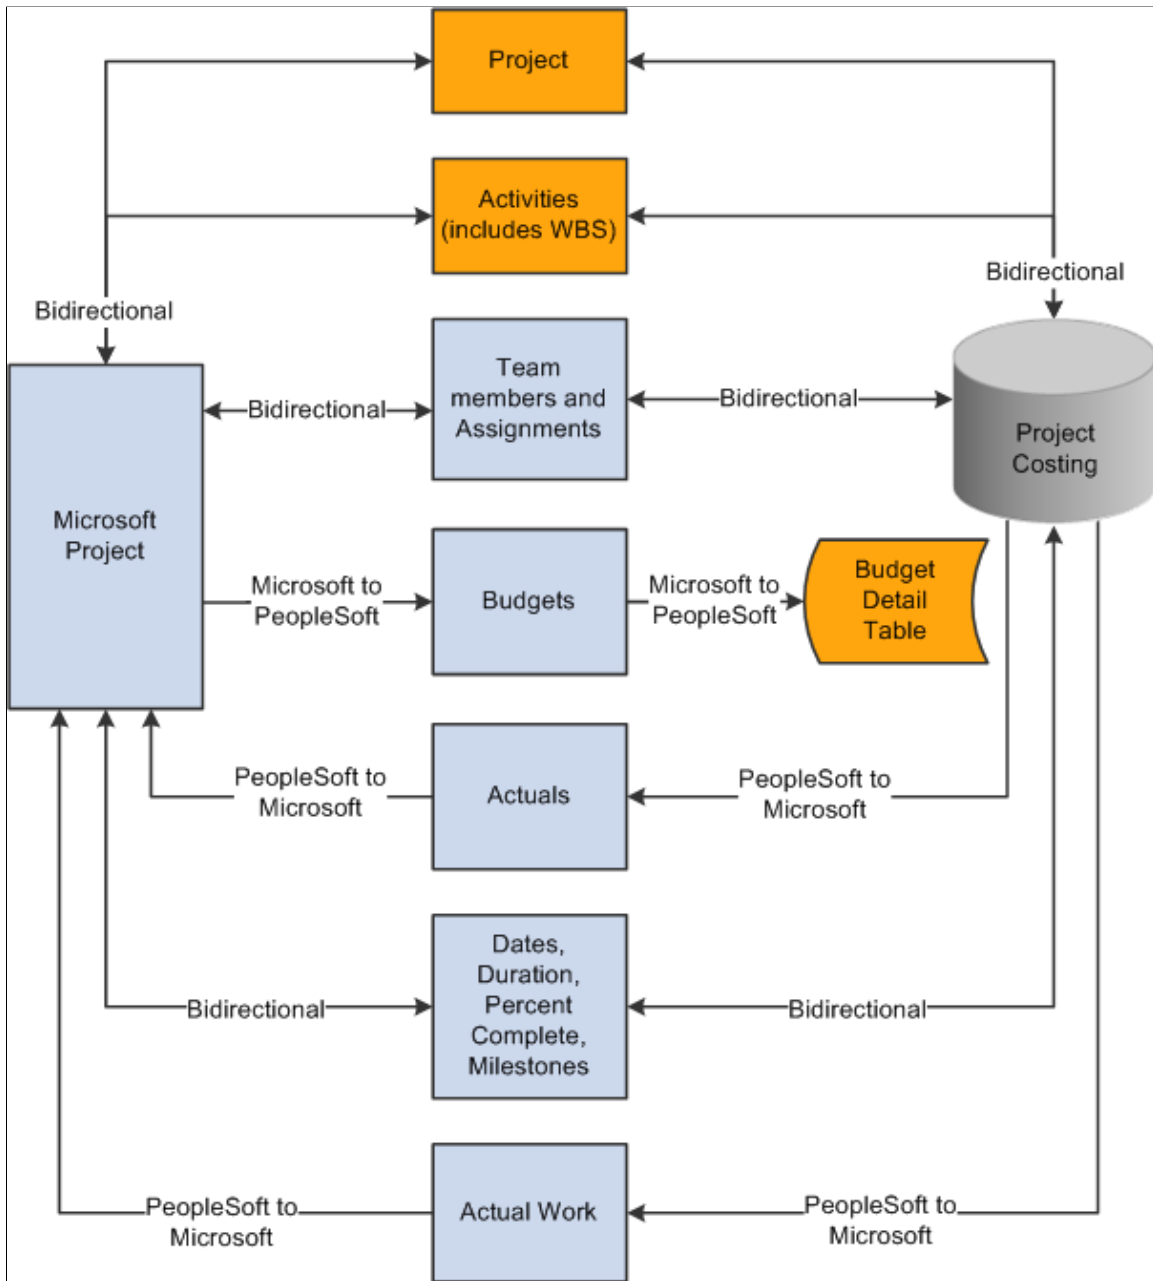 Project
Activities
(includes WBS)
Bidirectional
Bidirectional
Team
members and
Assignments
Bidirectional
Bidirectional
Project
Costing
Microsoft
Project
Microsoft to
PeopleSoft
Budgets
Microsoft to
PeopleSoft
Budget
Detail
Table
PeopleSoft to
Microsoft
Actuals
PeopleSoft to
Microsoft
Bidirectional
Dates,
Duration,
Percent
Complete,
Milestones
Bidirectional
PeopleSoft to
Microsoft
Actual Work
PeopleSoft to
Microsoft